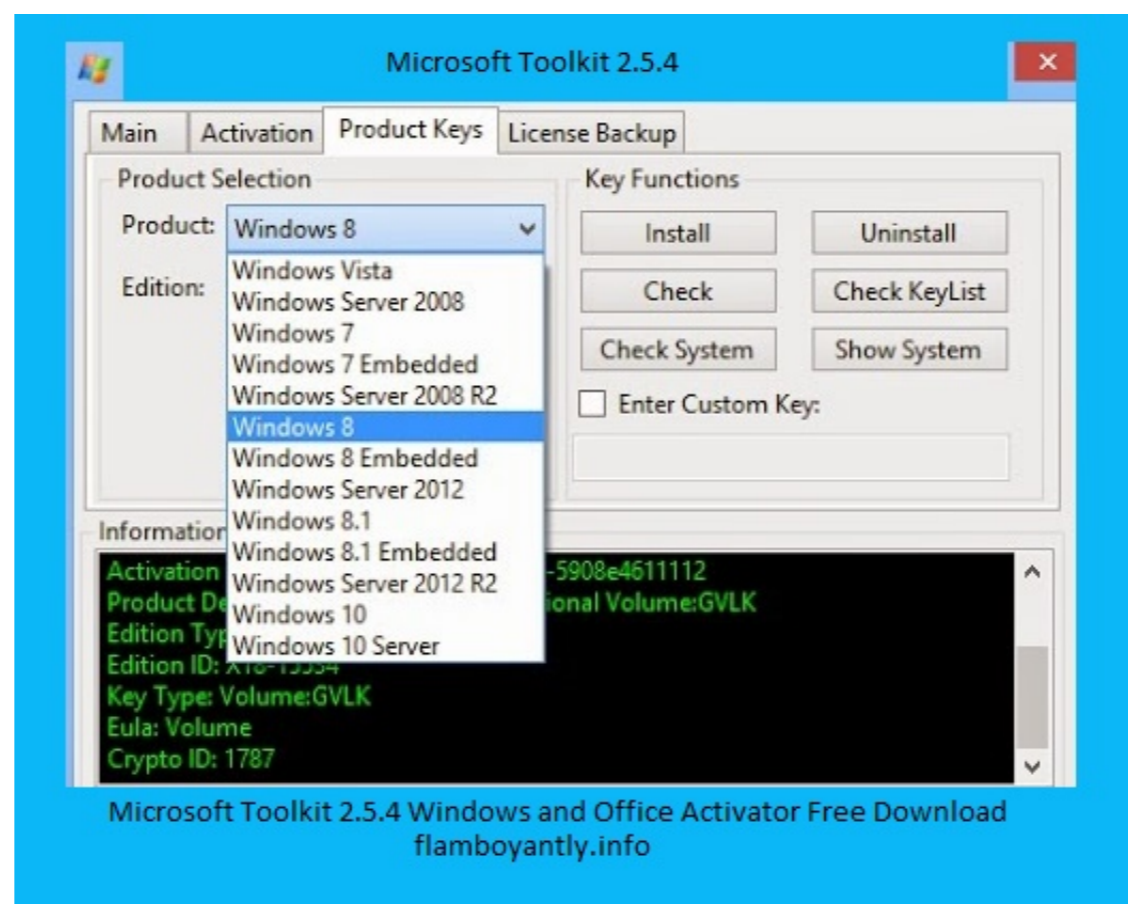 Microsoft Toolkit 2.5.4
Main
Activation
Product Keys
License Backup
Product Selection
Product:
Windows 8
Edition:
Windows Vista
Windows Server 2008
Windows 7
Windows 7 Embedded
Windows Server 2008 R2
Windows 8
Windows 8 Embedded
Windows Server 2012
Windows 8.1
Windows 8.1 Embedded
Windows Server 2012 R2
Windows 10
Windows 10 Server
Key Functions
Install
Uninstall
Check
Check KeyList
Check System
Show System
Enter Custom Key:
Information
Activation -5908e4611112
Product De ional Volume:GVLK
Edition Typ
Edition ID:
Key Type: Volume:GVLK
Eula: Volume
Crypto ID: 1787
Microsoft Toolkit 2.5.4 Windows and Office Activator Free Download
flamboyantly.info